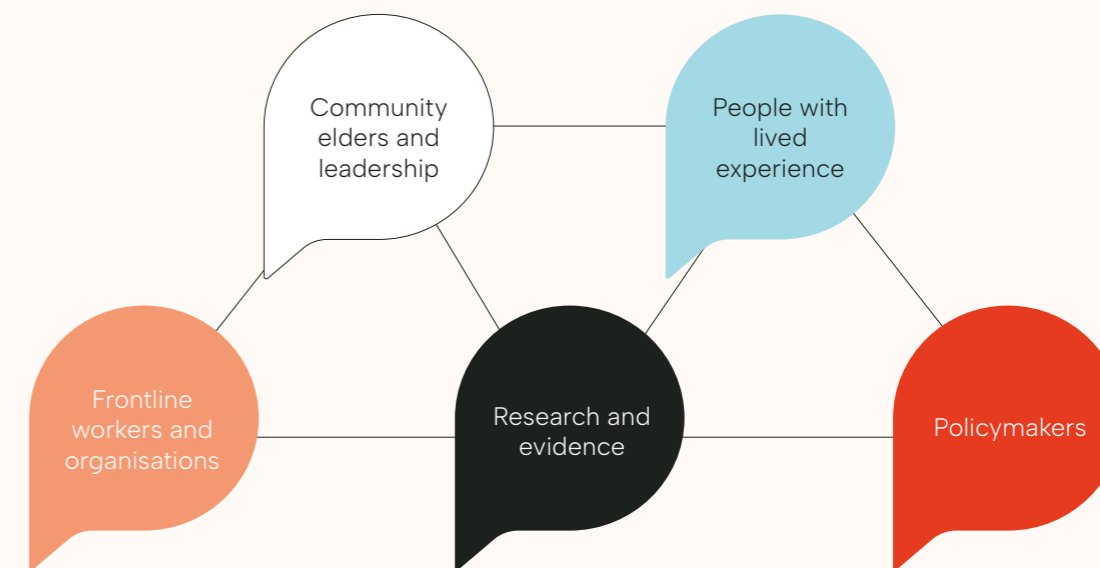 Community
elders and
leadership
People with
lived
experience
Frontline
workers and
organisations
Research and
evidence
Policymakers